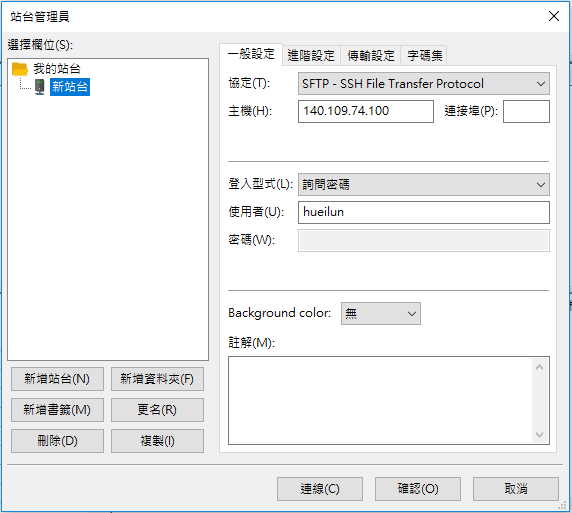 站台管理員
選擇欄位(S):
我的站台
新站台
新增站台(N) 新增資料夾(F)
新增書籤(M) 更名(R)
刪除(D) 複製(I)
一般設定 進階設定 傳輸設定 字碼集
協定(T): SFTP - SSH File Transfer Protocol
主機(H): 140.109.74.100 連接埠(P):
登入型式(L): 詢問密碼
使用者(U): hueilun
密碼(W):
Background color: 無
註解(M):
連線(C) 確認(O) 取消